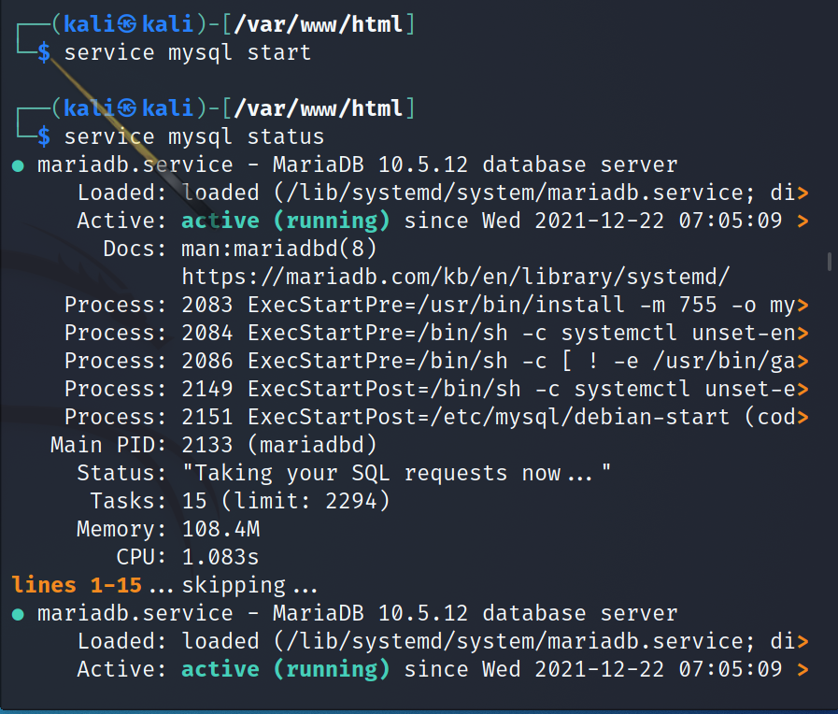 ┌──(kali㉿kali)-[/var/www/html]
└─$ service mysql start
┌──(kali㉿kali)-[/var/www/html]
└─$ service mysql status
● mariadb.service - MariaDB 10.5.12 database server
Loaded: loaded (/lib/systemd/system/mariadb.service; di>
Active: active (running) since Wed 2021-12-22 07:05:09 >
Docs: man:mariadbd(8)
https://mariadb.com/kb/en/library/systemd/
Process: 2083 ExecStartPre=/usr/bin/install -m 755 -o my>
Process: 2084 ExecStartPre=/bin/sh -c systemctl unset-en>
Process: 2086 ExecStartPre=/bin/sh -c [ ! -e /usr/bin/ga>
Process: 2149 ExecStartPost=/bin/sh -c systemctl unset-e>
Process: 2151 ExecStartPost=/etc/mysql/debian-start (cod>
Main PID: 2133 (mariadbd)
Status: "Taking your SQL requests now..."
Tasks: 15 (limit: 2294)
Memory: 108.4M
CPU: 1.083s
lines 1-15...skipping...
● mariadb.service - MariaDB 10.5.12 database server
Loaded: loaded (/lib/systemd/system/mariadb.service; di>
Active: active (running) since Wed 2021-12-22 07:05:09 >